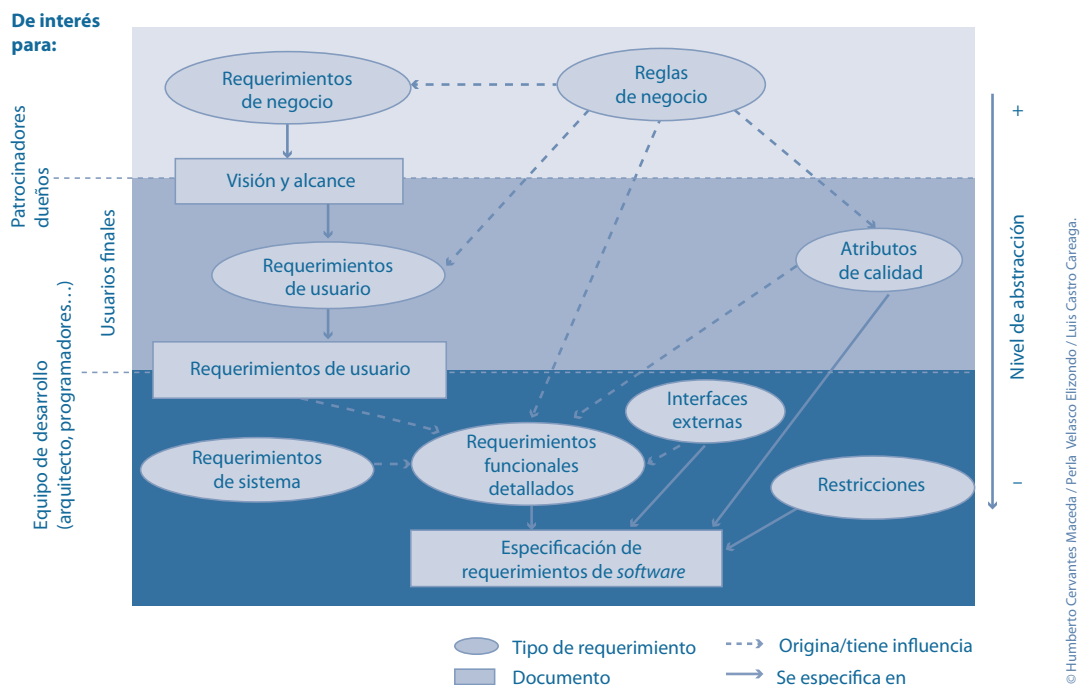 De interés
para:
Requerimientos
de negocio
Reglas
de negocio
+
Patrocinadores
dueños
Visión y alcance
Usuarios finales
Requerimientos
de usuario
Atributos
de calidad
Nivel de abstracción
Requerimientos de usuario
Equipo de desarrollo
(arquitecto, programadores…)
Interfaces
externas
Requerimientos
de sistema
Requerimientos
funcionales
detallados
Restricciones
–
Especificación de
requerimientos de software
Tipo de requerimiento
Origina/tiene influencia
Documento
Se especifica en
© Humberto Cervantes Maceda / Perla Velasco Elizondo / Luis Castro Careaga.